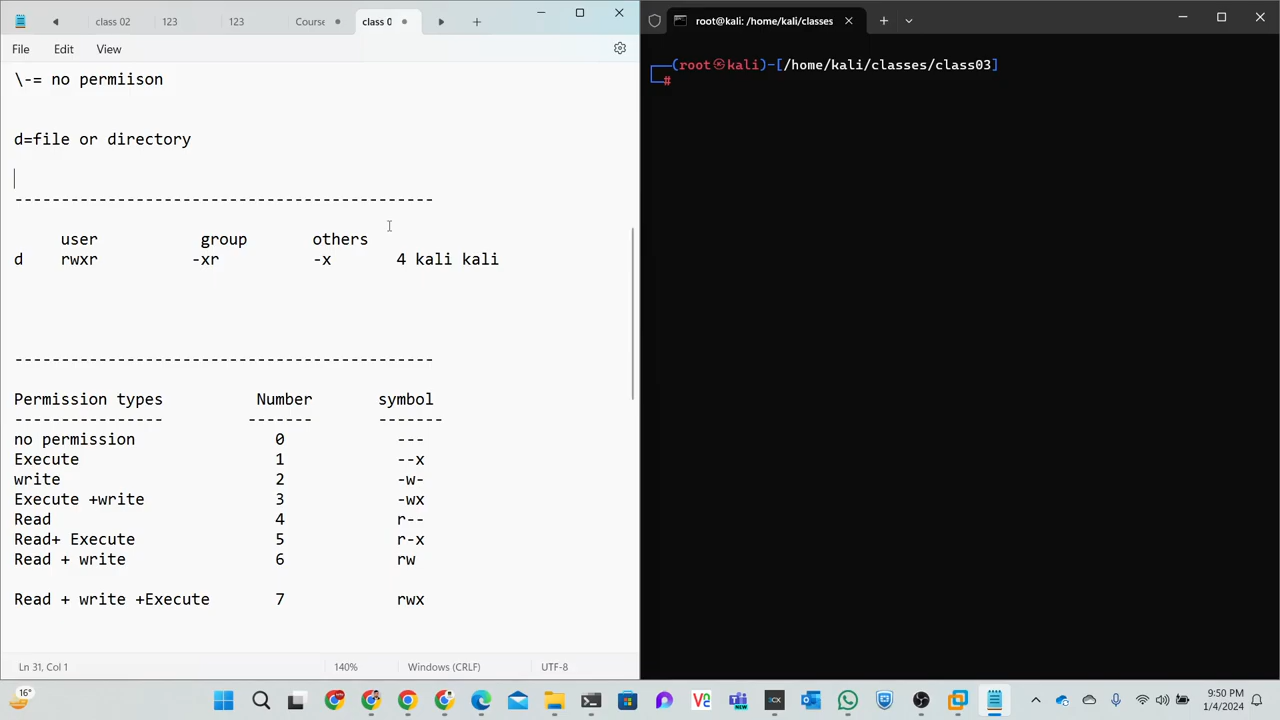 class 02 123 123 Course class 0
File Edit View
\-= no permiison
d=file or directory
--------------------------------------------
user group others
d rwxr -xr -x 4 kali kali
--------------------------------------------
Permission types Number symbol
---------------- ------- -------
no permission 0 ---
Execute 1 --x
write 2 -w-
Execute +write 3 -wx
Read 4 r--
Read+ Execute 5 r-x
Read + write 6 rw
Read + write +Execute 7 rwx
Ln 31, Col 1 140% Windows (CRLF) UTF-8
root@kali: /home/kali/classes
(root㉿kali)-[/home/kali/classes/class03]
#
16° 9:50 PM
1/4/2024